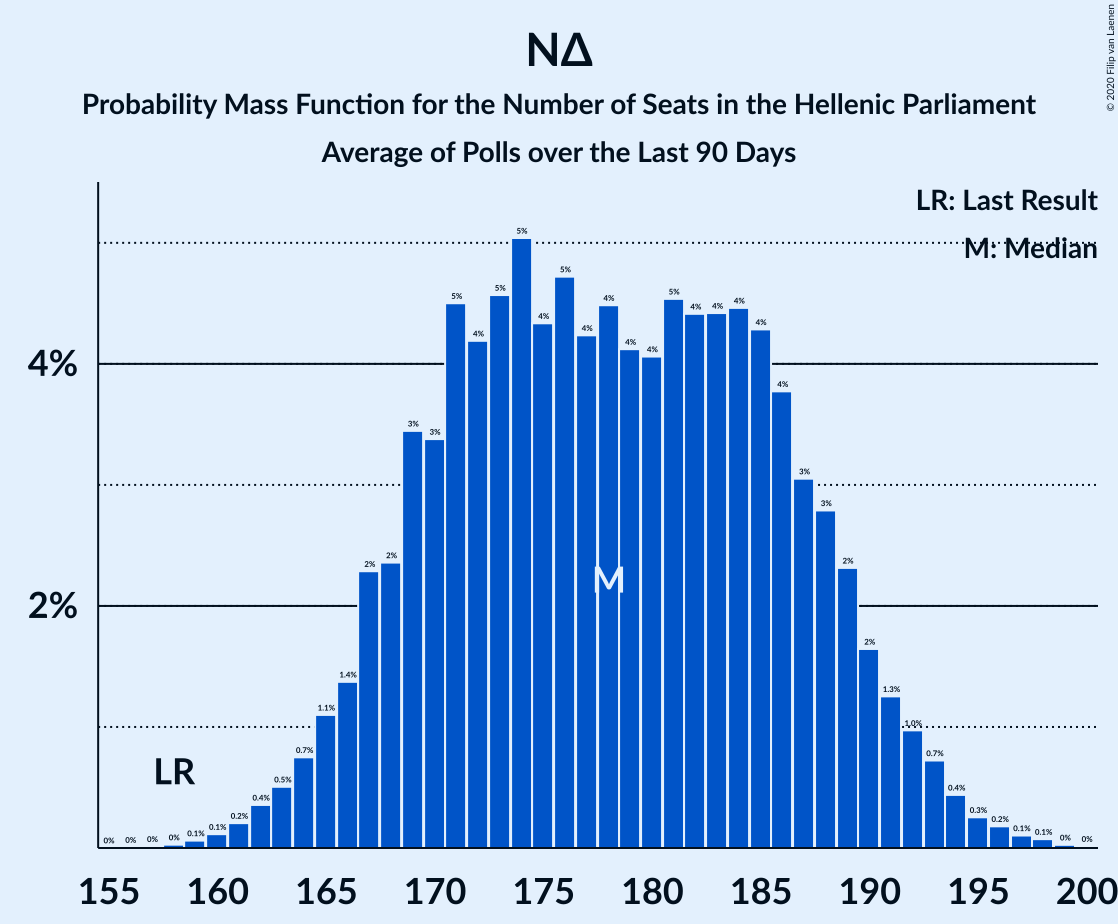 NΔ
Probability Mass Function for the Number of Seats in the Hellenic Parliament
Average of Polls over the Last 90 Days
© 2020 Filip van Laenen
LR: Last Result
M: Median
4%
2%
0% 0% 0% 0% 0.1% 0.1% 0.2% 0.4% 0.5% 0.7% 1.1% 1.4% 2% 2% 3% 3% 5% 4% 5% 5% 4% 5% 4% 4% 4% 4% 5% 4% 4% 4% 4% 4% 3% 3% 2% 2% 1.3% 1.0% 0.7% 0.4% 0.3% 0.2% 0.1% 0.1% 0% 0%
M
LR
155 160 165 170 175 180 185 190 195 200